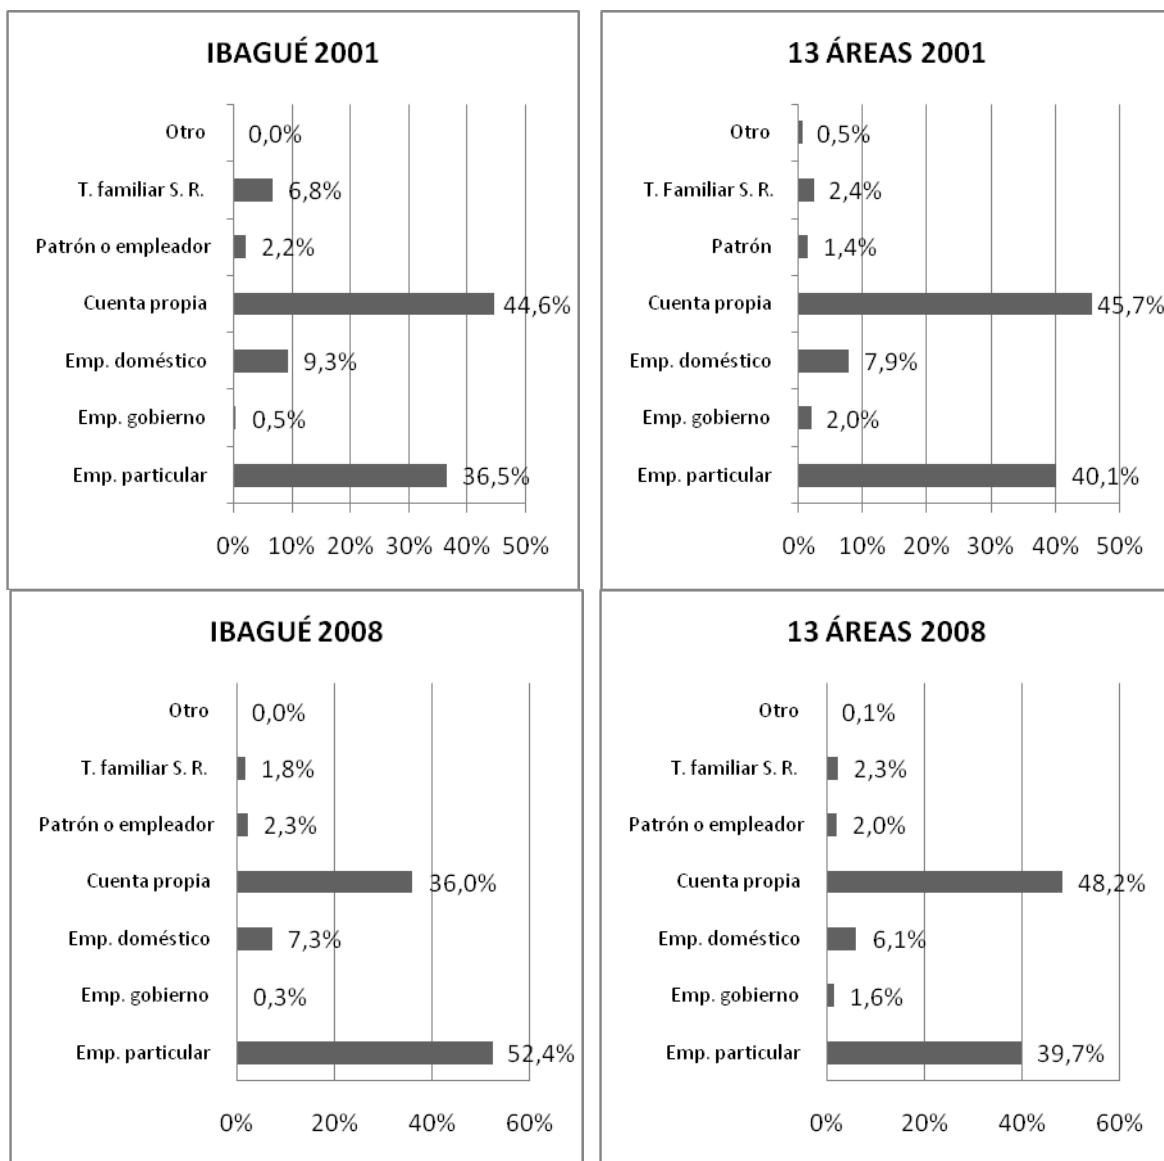 IBAGUÉ 2001
Otro 0,0%
T. familiar S. R. 6,8%
Patrón o empleador 2,2%
Cuenta propia 44,6%
Emp. doméstico 9,3%
Emp. gobierno 0,5%
Emp. particular 36,5%
0% 10% 20% 30% 40% 50%
13 ÁREAS 2001
Otro 0,5%
T. Familiar S. R. 2,4%
Patrón 1,4%
Cuenta propia 45,7%
Emp. doméstico 7,9%
Emp. gobierno 2,0%
Emp. particular 40,1%
0% 10% 20% 30% 40% 50%
IBAGUÉ 2008
Otro 0,0%
T. familiar S. R. 1,8%
Patrón o empleador 2,3%
Cuenta propia 36,0%
Emp. doméstico 7,3%
Emp. gobierno 0,3%
Emp. particular 52,4%
0% 20% 40% 60%
13 ÁREAS 2008
Otro 0,1%
T. familiar S. R. 2,3%
Patrón o empleador 2,0%
Cuenta propia 48,2%
Emp. doméstico 6,1%
Emp. gobierno 1,6%
Emp. particular 39,7%
0% 20% 40% 60%